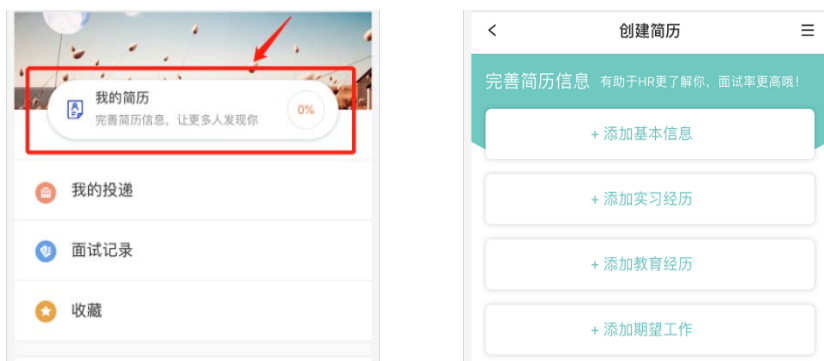 我的简历
完善简历信息，让更多人发现你
0%
我的投递
面试记录
收藏
创建简历
完善简历信息 有助于HR更了解你，面试率更高哦!
+ 添加基本信息
+ 添加实习经历
+ 添加教育经历
+ 添加期望工作